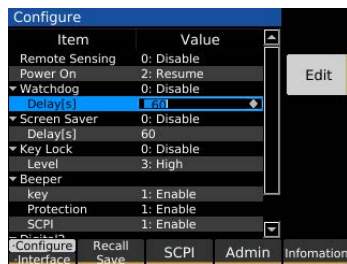 Configure
Item Value
Remote Sensing 0: Disable
Power On 2: Resume
Edit
Watchdog 0: Disable
Delay[s] 60
Screen Saver 0: Disable
Delay[s] 60
Key Lock 0: Disable
Level 3: High
Beeper
key 1: Enable
Protection 1: Enable
SCPI 1: Enable
Configure Recall SCPI Admin Infomation
Interface Save